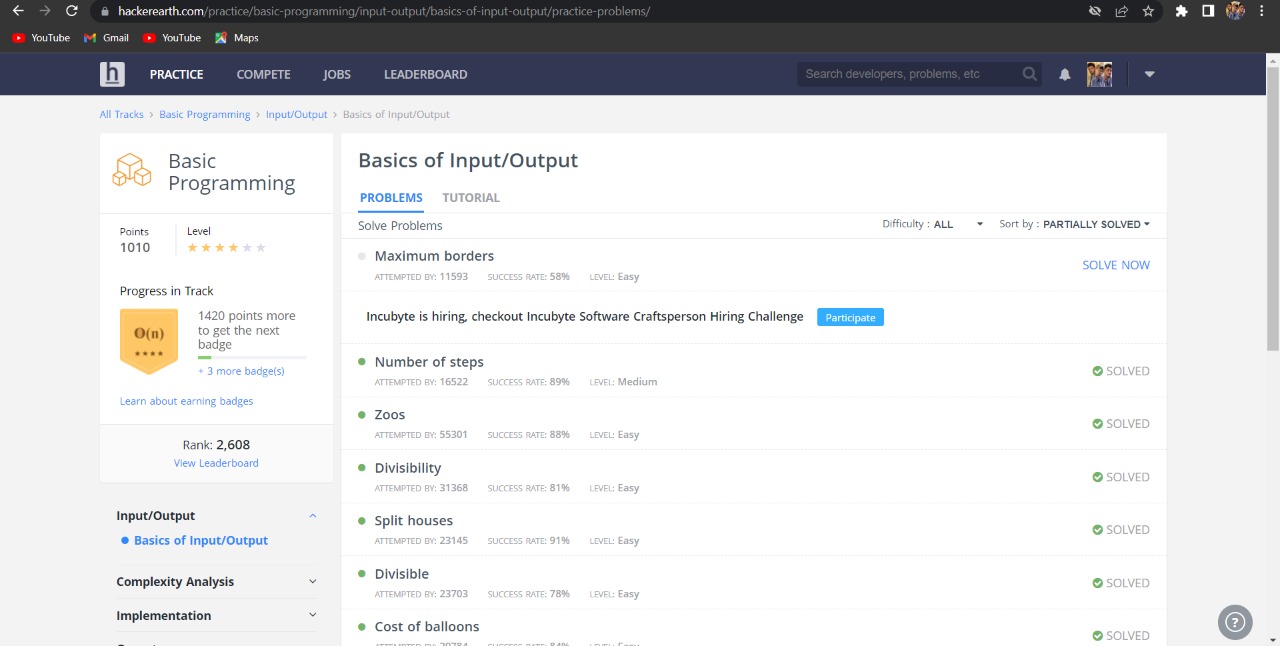 hackerearth.com/practice/basic-programming/input-output/basics-of-input-output/practice-problems/
YouTube Gmail YouTube Maps
h PRACTICE COMPETE JOBS LEADERBOARD Search developers, problems, etc
All Tracks > Basic Programming > Input/Output > Basics of Input/Output
Basic
Programming
Points
1010
Level
Progress in Track
O(n)
1420 points more
to get the next
badge
+ 3 more badge(s)
Learn about earning badges
Rank: 2,608
View Leaderboard
Input/Output
Basics of Input/Output
Complexity Analysis
Implementation
Basics of Input/Output
PROBLEMS TUTORIAL
Solve Problems Difficulty : ALL Sort by : PARTIALLY SOLVED
Maximum borders
ATTEMPTED BY: 11593 SUCCESS RATE: 58% LEVEL: Easy
SOLVE NOW
Incubyte is hiring, checkout Incubyte Software Craftsperson Hiring Challenge Participate
Number of steps
ATTEMPTED BY: 16522 SUCCESS RATE: 89% LEVEL: Medium
SOLVED
Zoos
ATTEMPTED BY: 55301 SUCCESS RATE: 88% LEVEL: Easy
SOLVED
Divisibility
ATTEMPTED BY: 31368 SUCCESS RATE: 81% LEVEL: Easy
SOLVED
Split houses
ATTEMPTED BY: 23145 SUCCESS RATE: 91% LEVEL: Easy
SOLVED
Divisible
ATTEMPTED BY: 23703 SUCCESS RATE: 78% LEVEL: Easy
SOLVED
Cost of balloons
ATTEMPTED BY: SUCCESS RATE: LEVEL: Easy
SOLVED
?